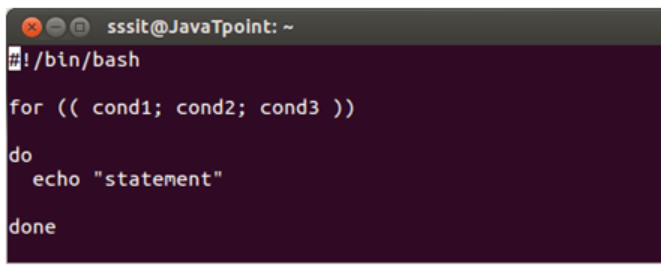 sssit@JavaTpoint: ~
#!/bin/bash
for (( cond1; cond2; cond3 ))
do
  echo "statement"
done